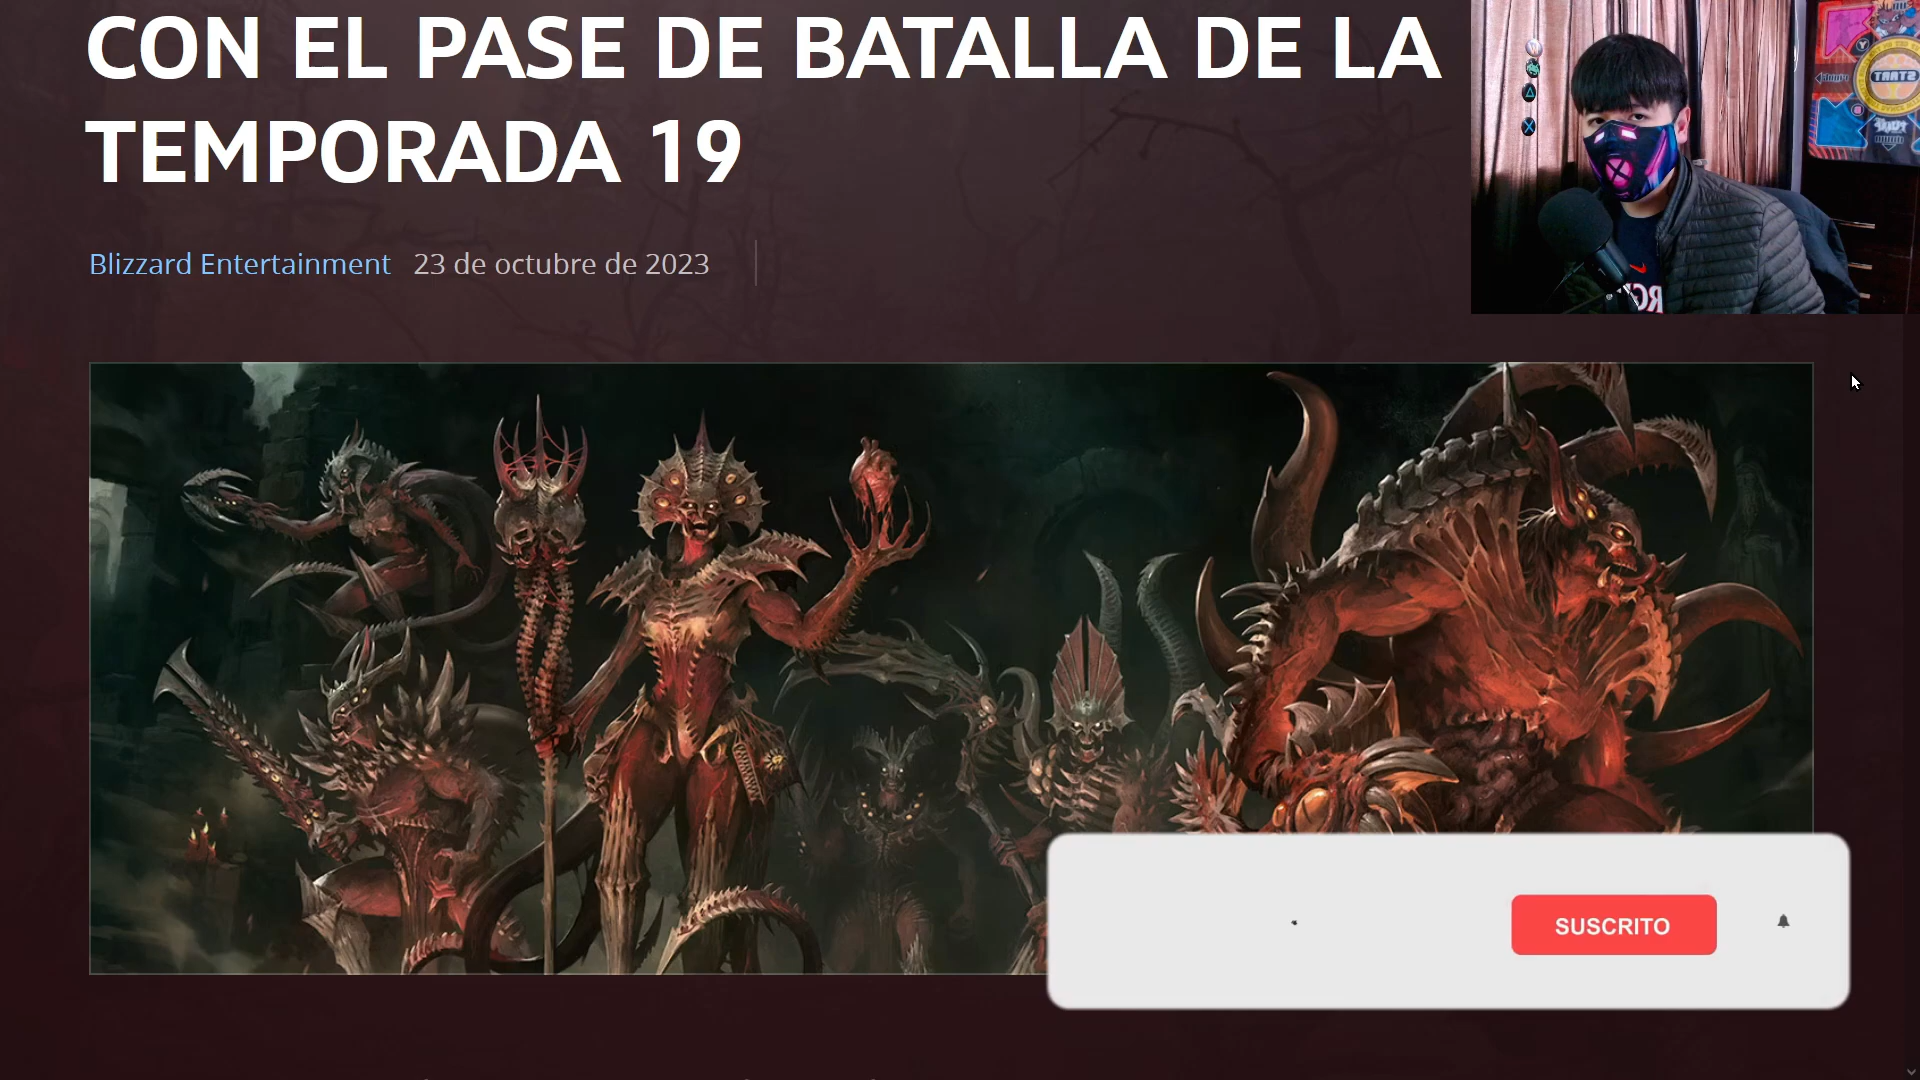 CON EL PASE DE BATALLA DE LA
TEMPORADA 19
Blizzard Entertainment 23 de octubre de 2023
SUSCRITO